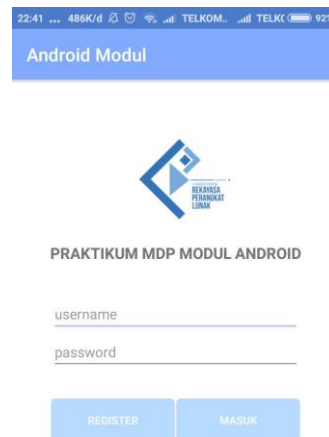 22:41 ... 486K/d TELKOM.. TELKC 92%
Android Modul
REKAYASA
PERANGKAT
LUNAK
PRAKTIKUM MDP MODUL ANDROID
username
password
REGISTER MASUK